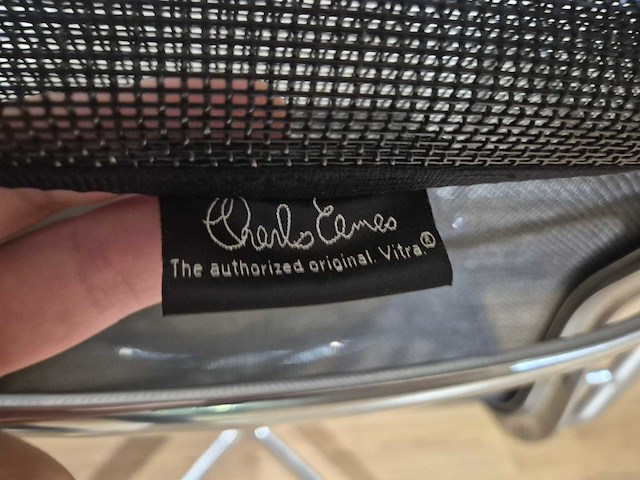 Charles Eames
The authorized original. Vitra.®